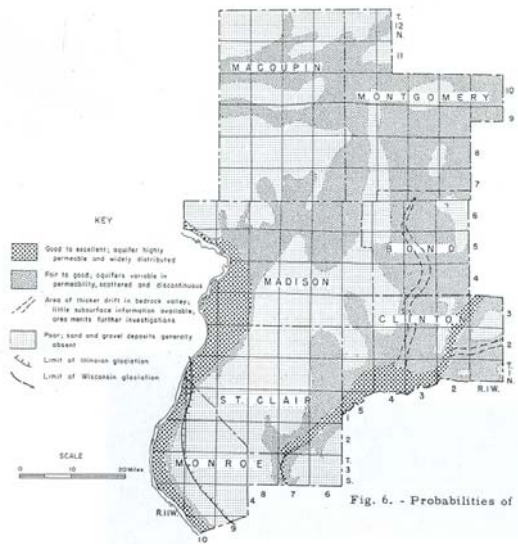 T.
12
N.
11
MACOUPIN
10
MONTGOMERY
9
8
7
KEY
6
Good to excellent; aquifer highly
permeable and widely distributed
BOND
5
Fair to good; aquifers variable in
permeability, scattered and discontinuous
MADISON
4
Area of thicker drift in bedrock valley;
little subsurface information available,
area merits further investigations
CLINTON
3
Poor; sand and gravel deposits generally
absent
2
Limit of Illinoian glaciation
T.
1
N.
Limit of Wisconsin glaciation
ST. CLAIR
5 4 3 2 R.1W.
1
2
SCALE
0 10 20 Miles
MONROE
T.
3
S.
4 8 7 6
R.11W.
10 9
Fig. 6. - Probabilities of